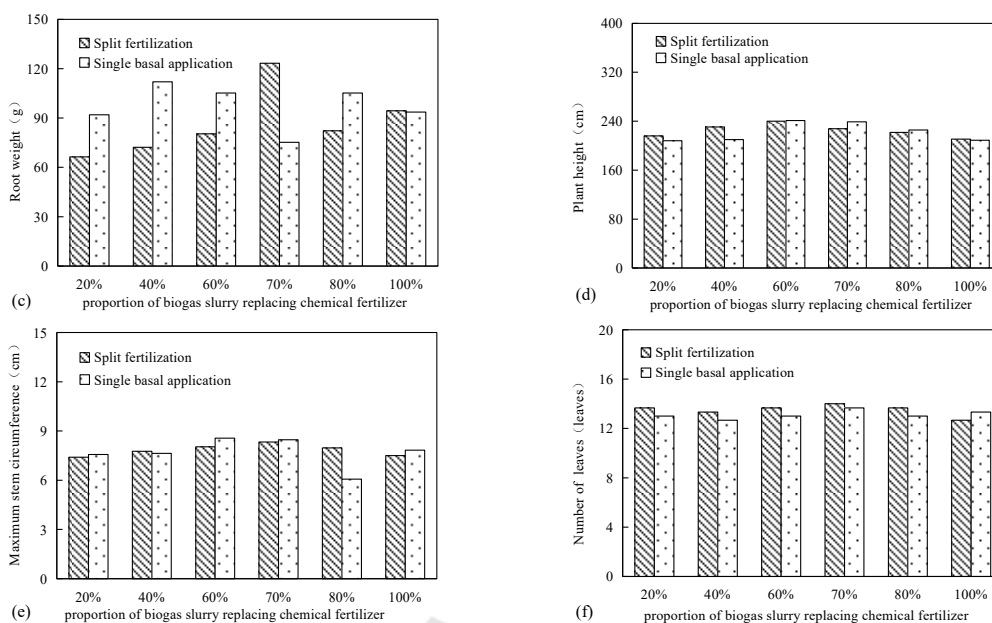 150
120
90
60
30
0
Root weight（g）
Split fertilization
Single basal application
20% 40% 60% 70% 80% 100%
proportion of biogas slurry replacing chemical fertilizer
(c)
400
320
240
160
80
0
Plant height（cm）
Split fertilization
Single basal application
20% 40% 60% 70% 80% 100%
proportion of biogas slurry replacing chemical fertilizer
(d)
15
12
9
6
3
0
Maximum stem circumference（cm）
Split fertilization
Single basal application
20% 40% 60% 70% 80% 100%
proportion of biogas slurry replacing chemical fertilizer
(e)
20
16
12
8
4
0
Number of leaves（leaves）
Split fertilization
Single basal application
20% 40% 60% 70% 80% 100%
proportion of biogas slurry replacing chemical fertilizer
(f)